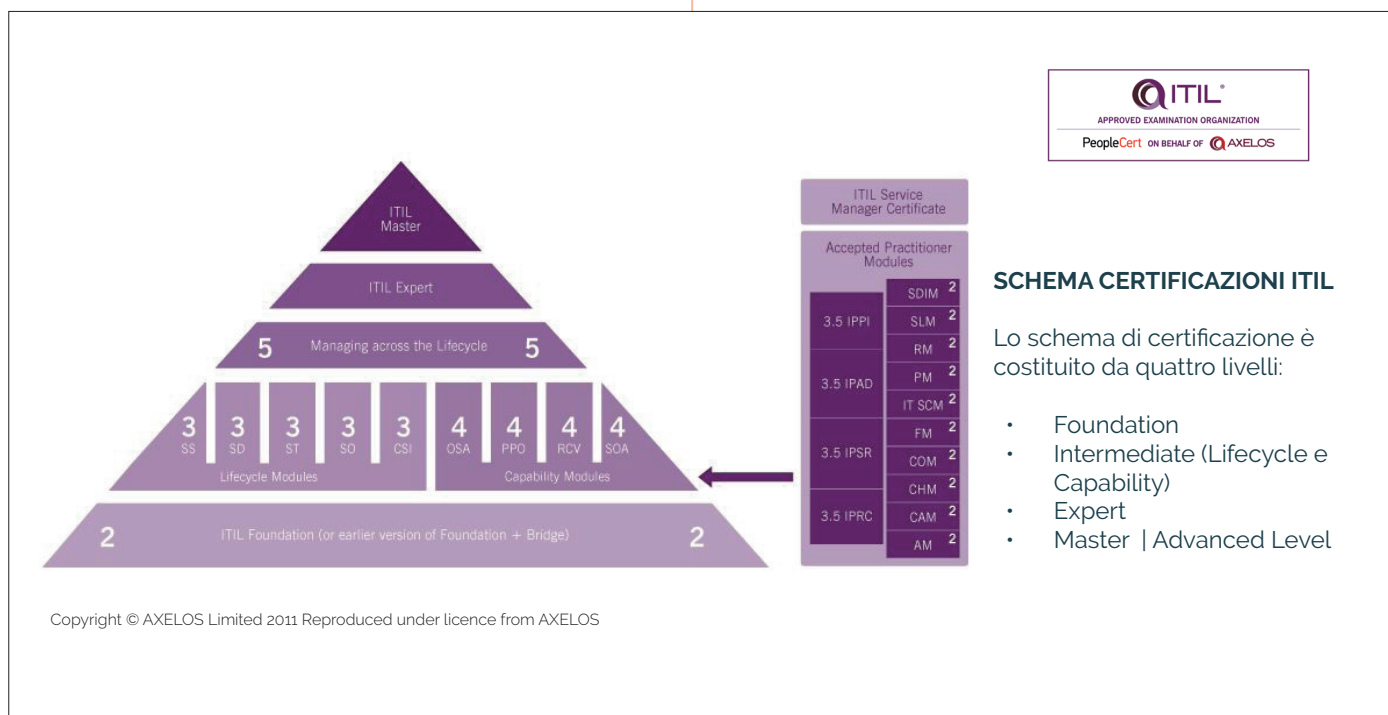 ITIL®
APPROVED EXAMINATION ORGANIZATION
PeopleCert ON BEHALF OF AXELOS
ITIL
Master
ITIL Expert
5 Managing across the Lifecycle 5
3 3 3 3 3 4 4 4 4
SS SD ST SO CSI OSA PPO RCV SOA
Lifecycle Modules Capability Modules
2 ITIL Foundation (or earlier version of Foundation + Bridge) 2
ITIL Service
Manager Certificate
Accepted Practitioner
Modules
3.5 IPPI
3.5 IPAD
3.5 IPSR
3.5 IPRC
SDIM 2
SLM 2
RM 2
PM 2
IT SCM 2
FM 2
COM 2
CHM 2
CAM 2
AM 2
SCHEMA CERTIFICAZIONI ITIL
Lo schema di certificazione è
costituito da quattro livelli:
• Foundation
• Intermediate (Lifecycle e
Capability)
• Expert
• Master | Advanced Level
Copyright © AXELOS Limited 2011 Reproduced under licence from AXELOS